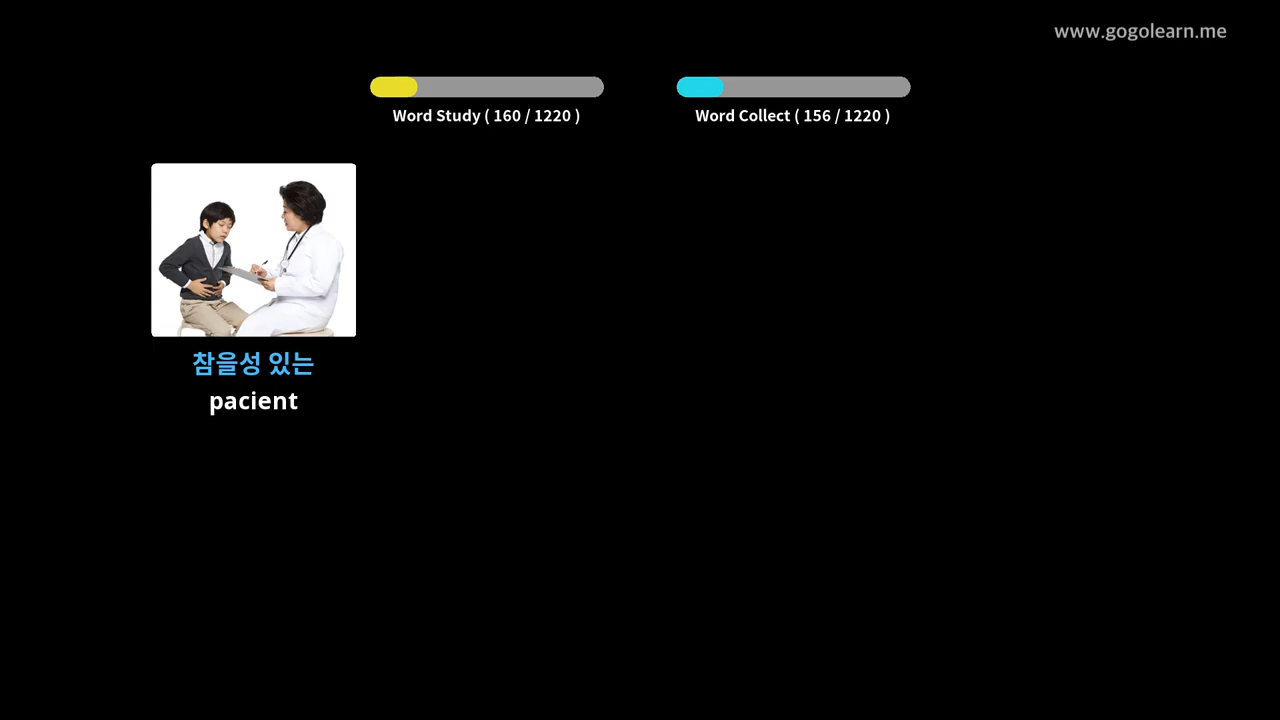 www.gogolearn.me
Word Study ( 160 / 1220 )
Word Collect ( 156 / 1220 )
참을성 있는
pacient